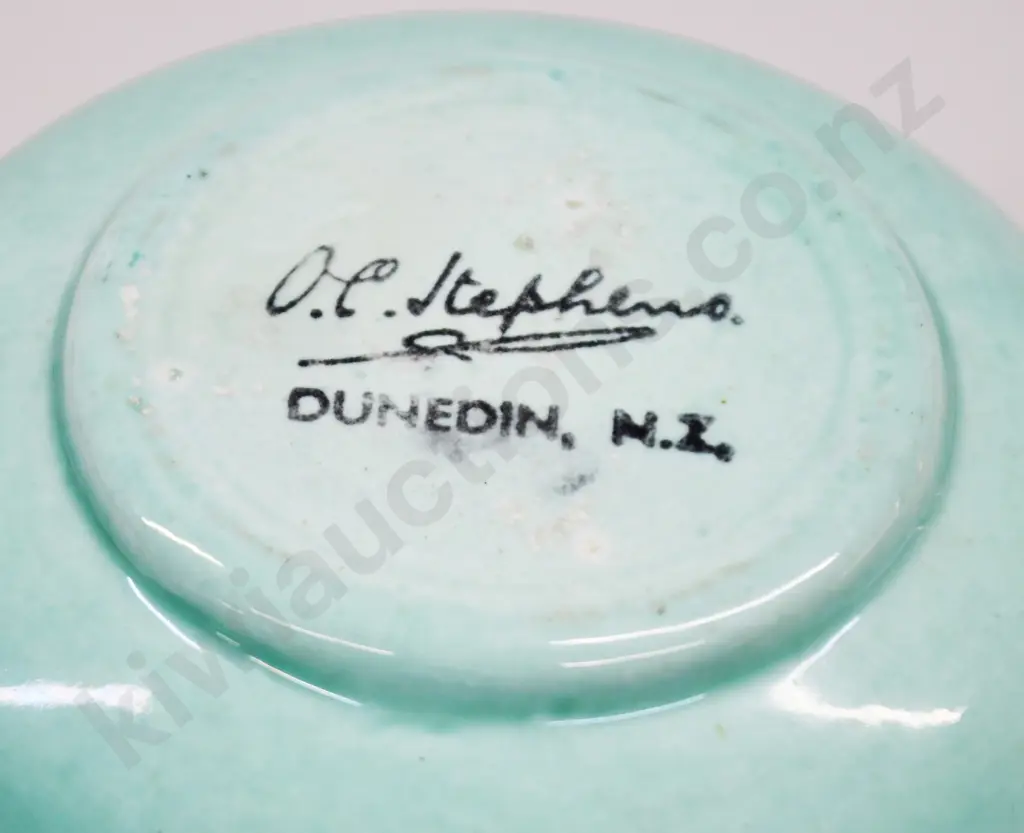 O.C. Stephens.
DUNEDIN, N.Z.
kiwiauctions.co.nz